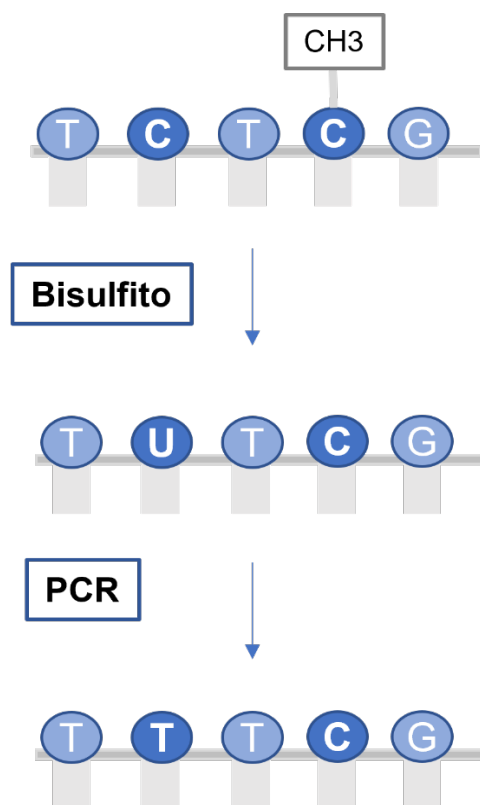 CH3
T C T C G
Bisulfito
T U T C G
PCR
T T T C G